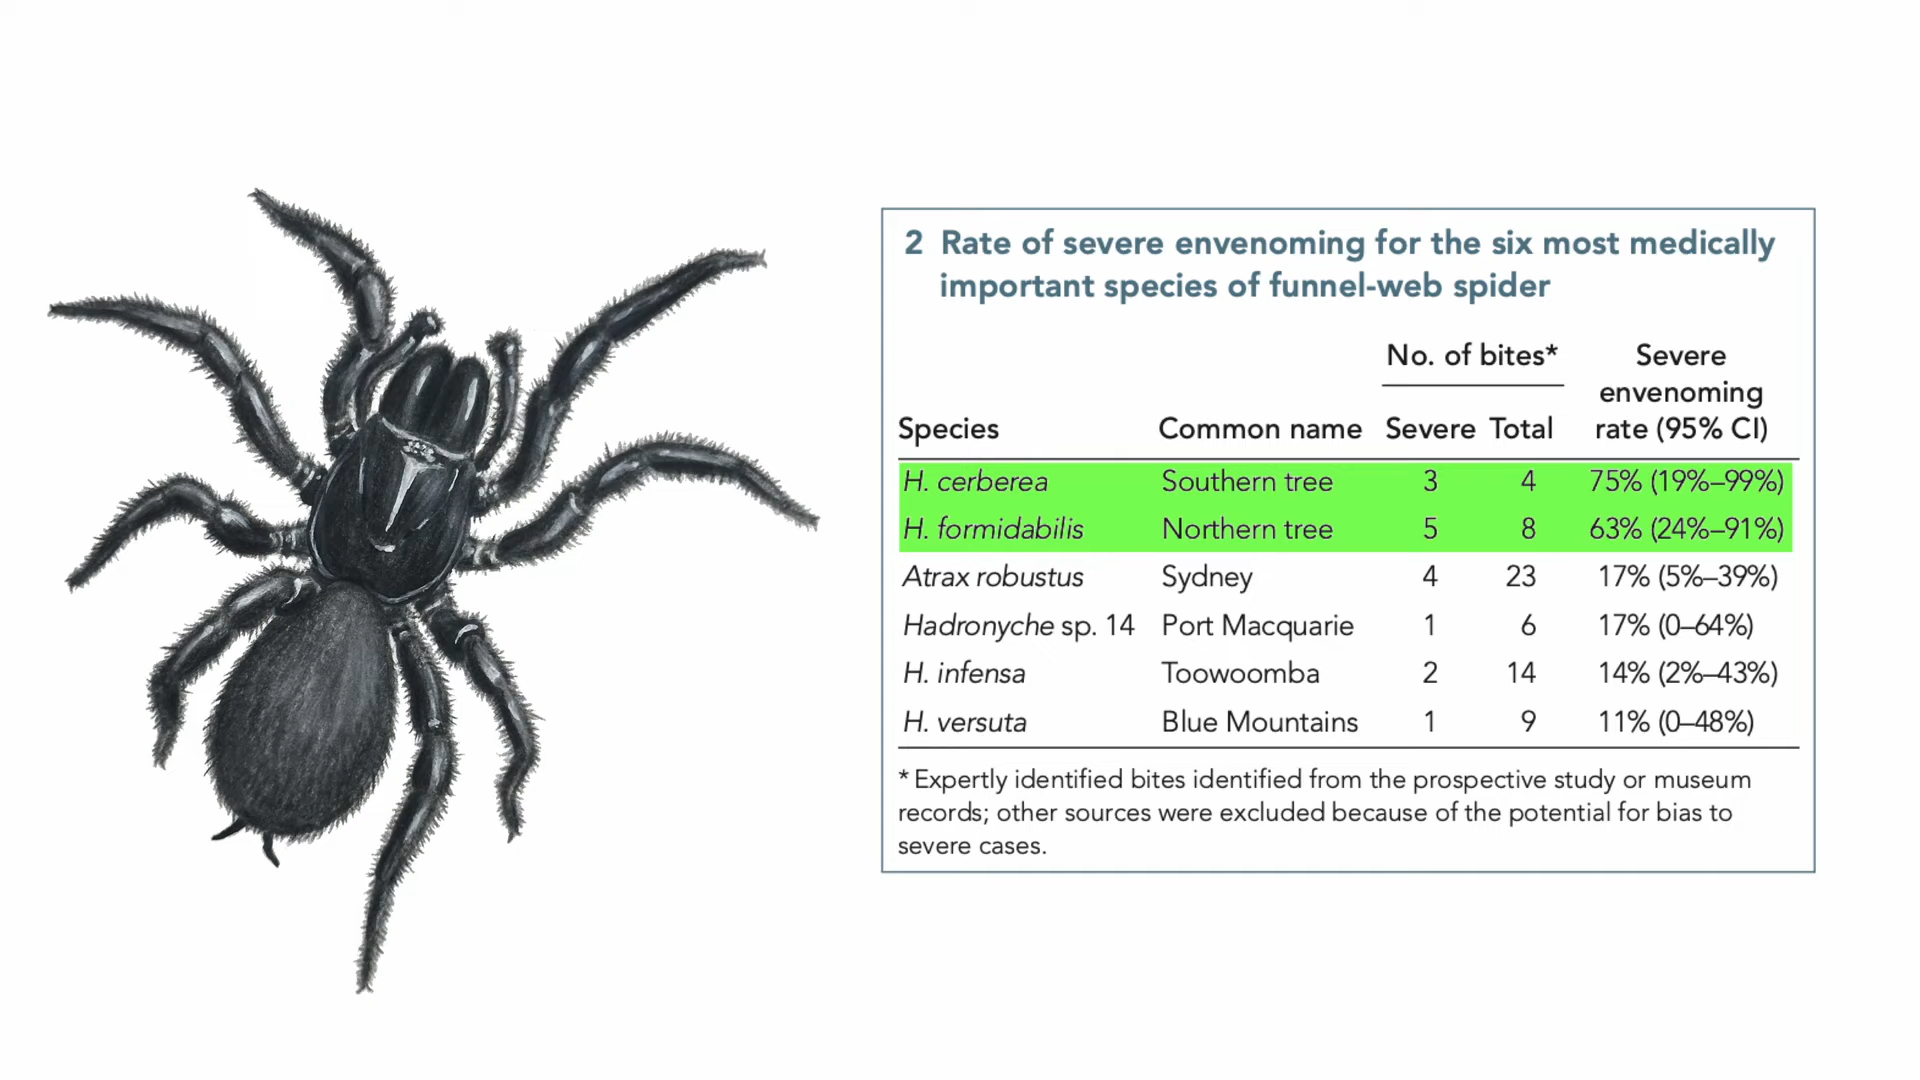 2 Rate of severe envenoming for the six most medically
important species of funnel-web spider
No. of bites* Severe
envenoming
Species Common name Severe Total rate (95% CI)
H. cerberea Southern tree 3 4 75% (19%–99%)
H. formidabilis Northern tree 5 8 63% (24%–91%)
Atrax robustus Sydney 4 23 17% (5%–39%)
Hadronyche sp. 14 Port Macquarie 1 6 17% (0–64%)
H. infensa Toowoomba 2 14 14% (2%–43%)
H. versuta Blue Mountains 1 9 11% (0–48%)
* Expertly identified bites identified from the prospective study or museum
records; other sources were excluded because of the potential for bias to
severe cases.